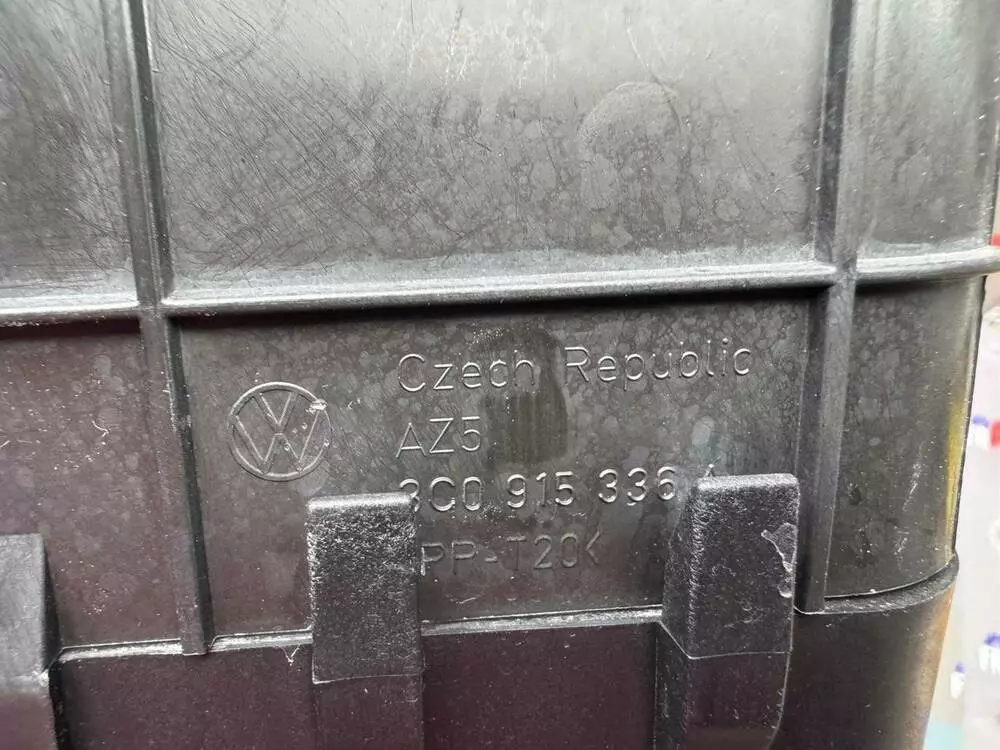 Czech Republic
AZ5
3C0 915 336
PP-T20K